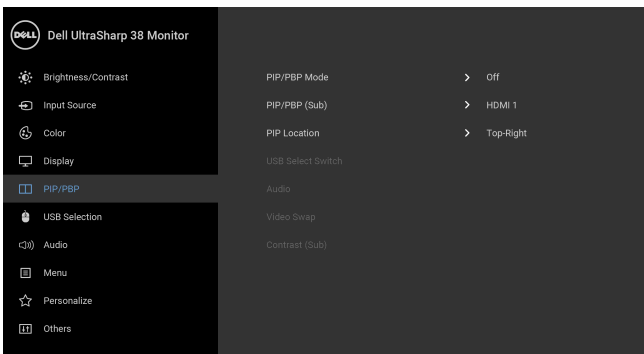 DELL Dell UltraSharp 38 Monitor
Brightness/Contrast
Input Source
Color
Display
PIP/PBP
USB Selection
Audio
Menu
Personalize
Others
PIP/PBP Mode > Off
PIP/PBP (Sub) > HDMI 1
PIP Location > Top-Right
USB Select Switch
Audio
Video Swap
Contrast (Sub)